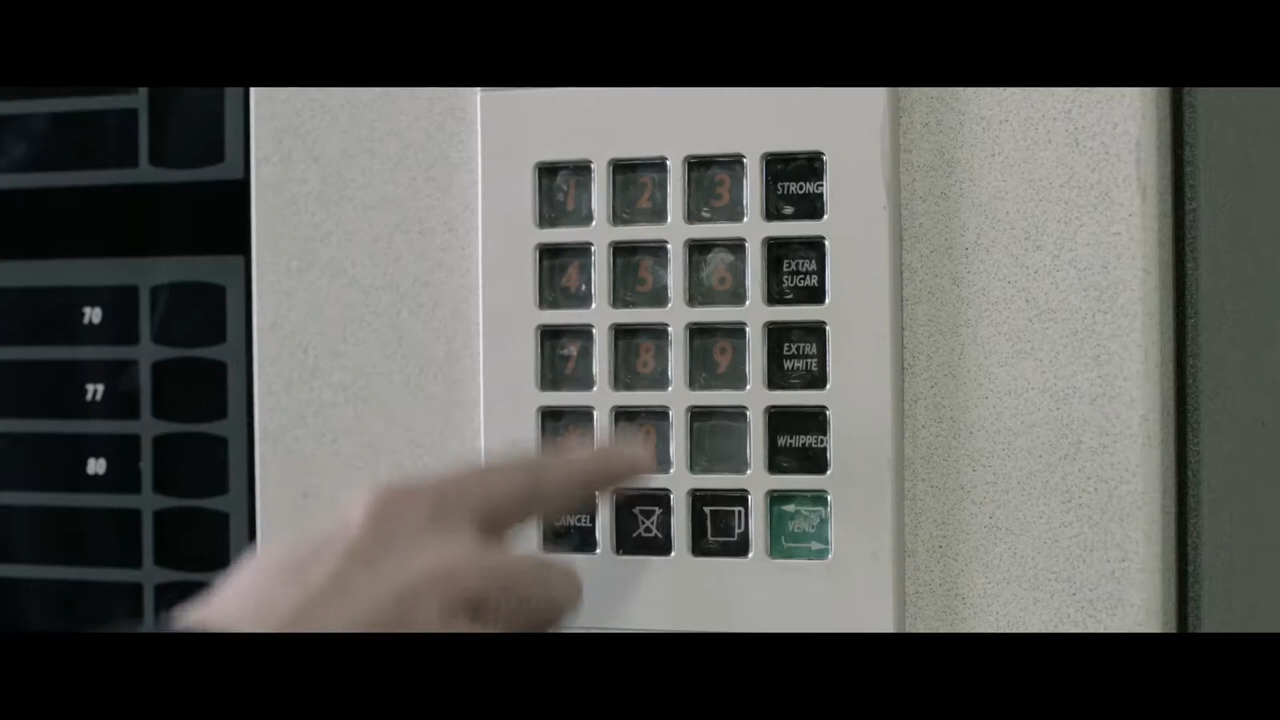 1 2 3 STRONG
4 5 6 EXTRA SUGAR
7 8 9 EXTRA WHITE
70
77
0 WHIPPED
80
CANCEL VEND